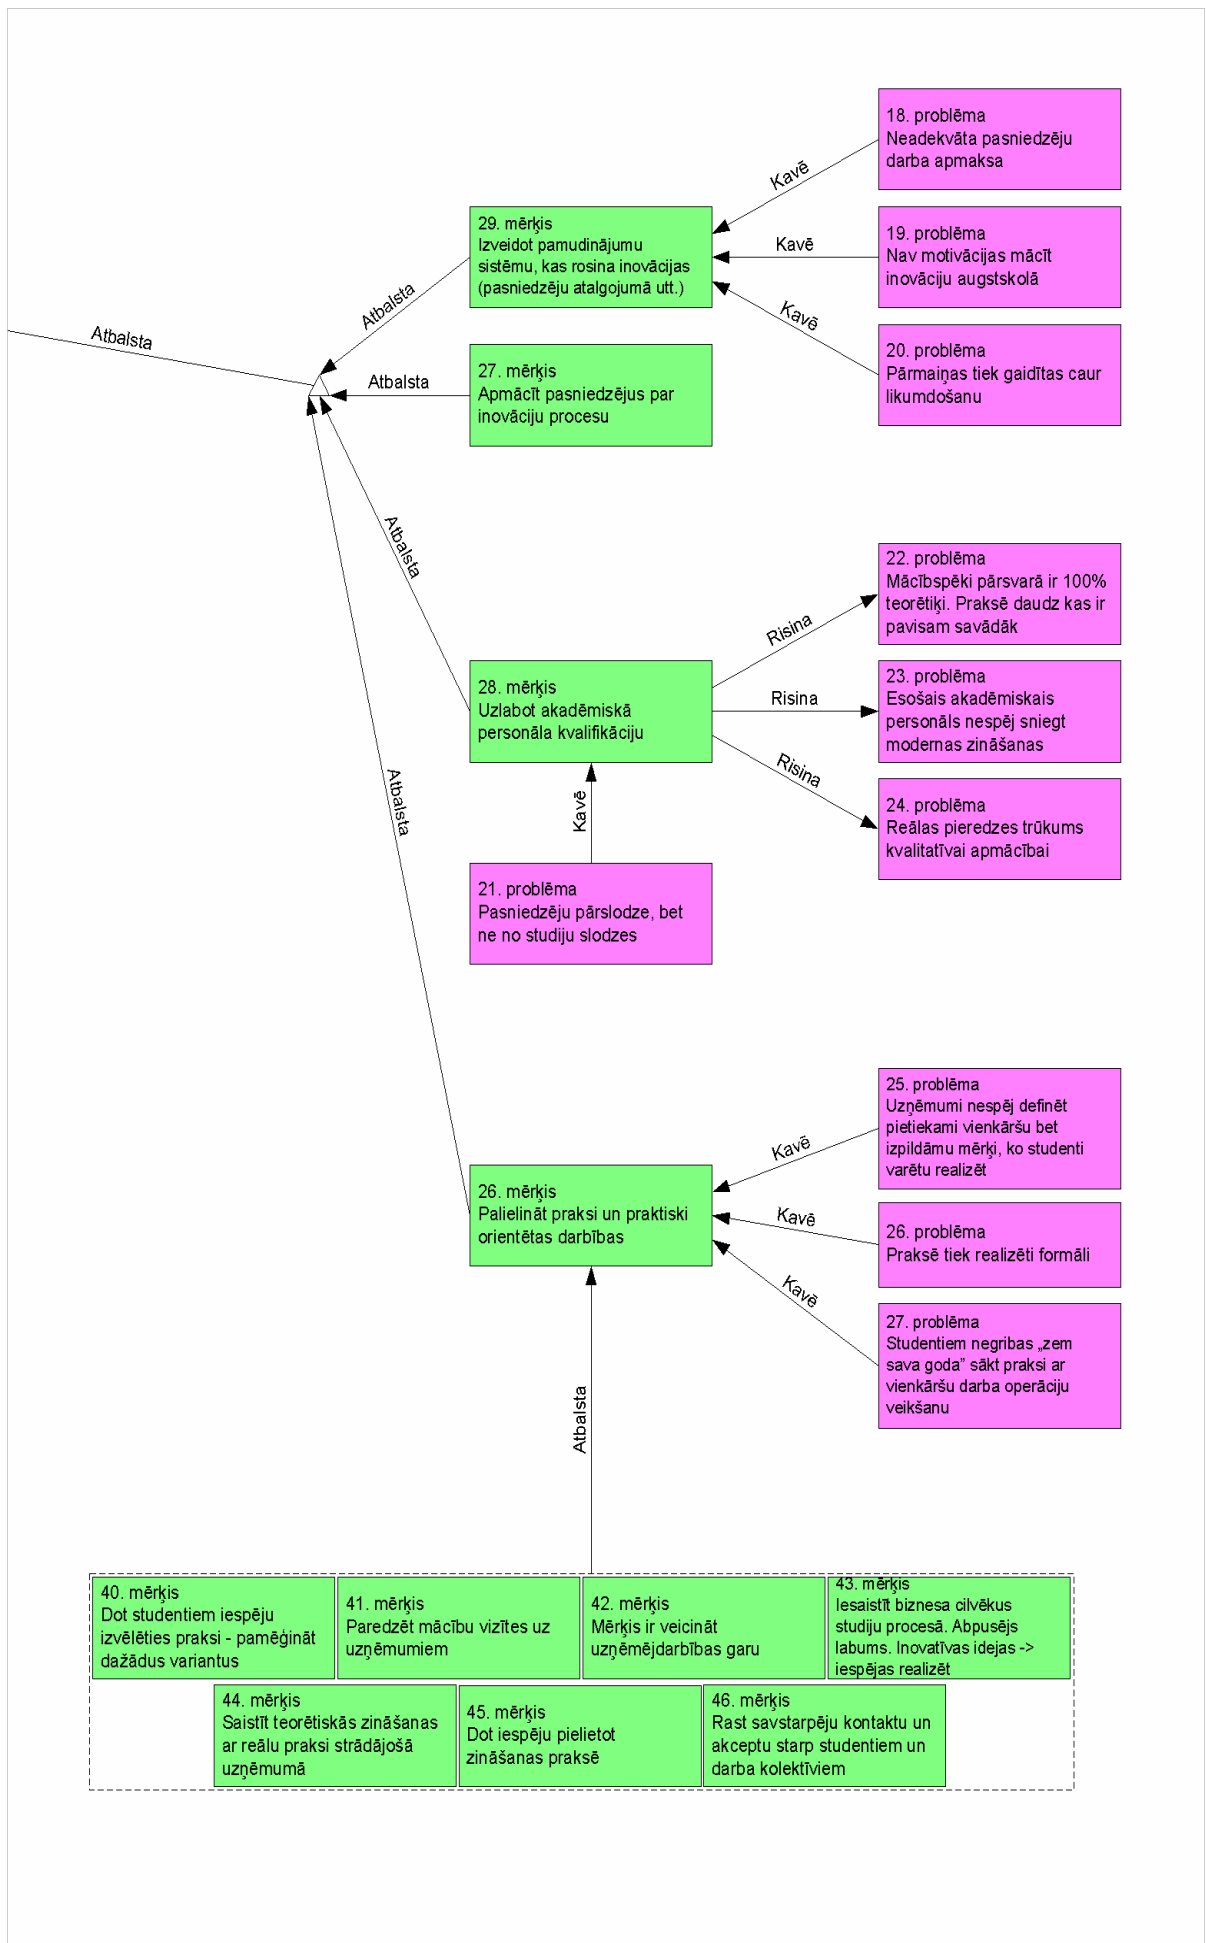 18. problēma
Neadekvāta pasniedzēju
darba apmaksa
Kavē
29. mērķis
Izveidot pamudinājumu
sistēmu, kas rosina inovācijas
(pasniedzēju atalgojumā utt.)
Kavē
19. problēma
Nav motivācijas mācīt
inovāciju augstskolā
Atbalsta
Kavē
Atbalsta
20. problēma
Pārmaiņas tiek gaidītas caur
likumdošanu
Atbalsta
27. mērķis
Apmācīt pasniedzējus par
inovāciju procesu
Atbalsta
22. problēma
Mācībspēki pārsvarā ir 100%
teorētiķi. Praksē daudz kas ir
pavisam savādāk
Risina
28. mērķis
Uzlabot akadēmiskā
personāla kvalifikāciju
Risina
23. problēma
Esošais akadēmiskais
personāls nespēj sniegt
modernas zināšanas
Risina
Atbalsta
Kavē
24. problēma
Reālas pieredzes trūkums
kvalitatīvai apmācībai
21. problēma
Pasniedzēju pārslodze, bet
ne no studiju slodzes
25. problēma
Uzņēmumi nespēj definēt
pietiekami vienkāršu bet
izpildāmu mērķi, ko studenti
varētu realizēt
Kavē
26. mērķis
Palielināt praksi un praktiski
orientētas darbības
Kavē
26. problēma
Praksē tiek realizēti formāli
Kavē
27. problēma
Studentiem negribas „zem
sava goda” sākt praksi ar
vienkāršu darba operāciju
veikšanu
Atbalsta
40. mērķis
Dot studentiem iespēju
izvēlēties praksi - pamēģināt
dažādus variantus
41. mērķis
Paredzēt mācību vizītes uz
uzņēmumiem
42. mērķis
Mērķis ir veicināt
uzņēmējdarbības garu
43. mērķis
Iesaistīt biznesa cilvēkus
studiju procesā. Abpusējs
labums. Inovatīvas idejas ->
iespējas realizēt
44. mērķis
Saistīt teorētiskās zināšanas
ar reālu praksi strādājošā
uzņēmumā
45. mērķis
Dot iespēju pielietot
zināšanas praksē
46. mērķis
Rast savstarpēju kontaktu un
akceptu starp studentiem un
darba kolektīviem